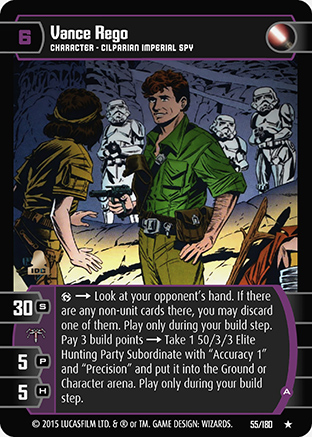 6 Vance Rego
CHARACTER - CILPARIAN IMPERIAL SPY
30 S
5 P
5 H
→ Look at your opponent's hand. If there
are any non-unit cards there, you may discard
one of them. Play only during your build step.
Pay 3 build points → Take 1 50/3/3 Elite
Hunting Party Subordinate with "Accuracy 1"
and "Precision" and put it into the Ground or
Character arena. Play only during your build
step.
A
© 2015 LUCASFILM LTD. & ® or TM. GAME DESIGN: WIZARDS. 55/180 ★